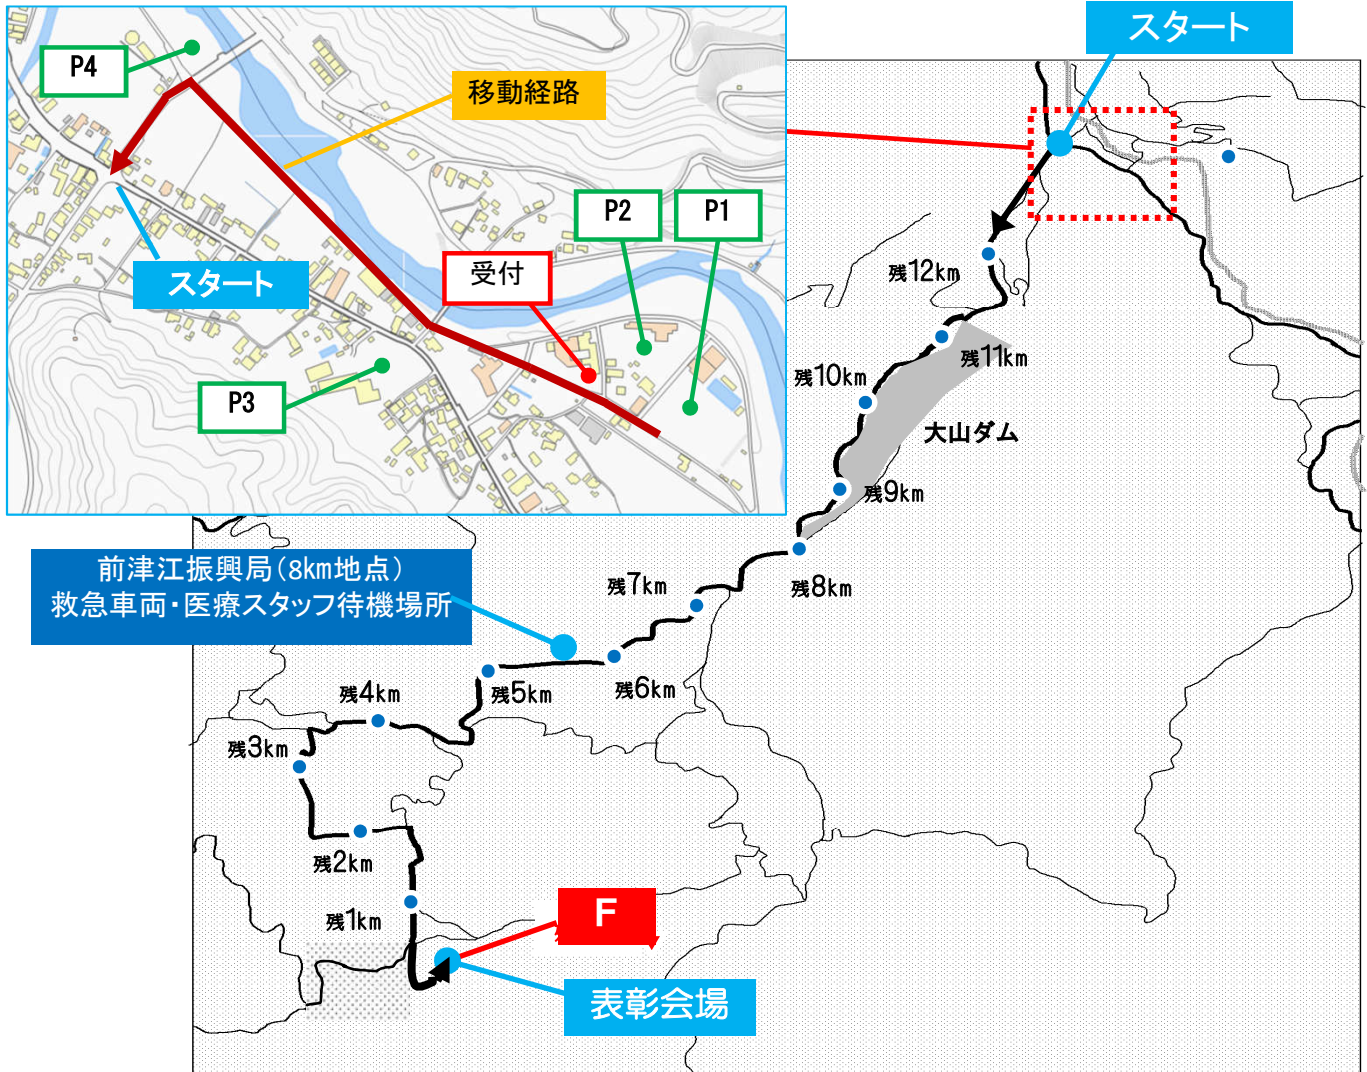 スタート
P4
移動経路
P2
P1
受付
スタート
P3
残12km
残11km
残10km
大山ダム
残9km
残8km
前津江振興局(8km地点)
救急車両・医療スタッフ待機場所
残7km
残6km
残5km
残4km
残3km
残2km
残1km
F
表彰会場